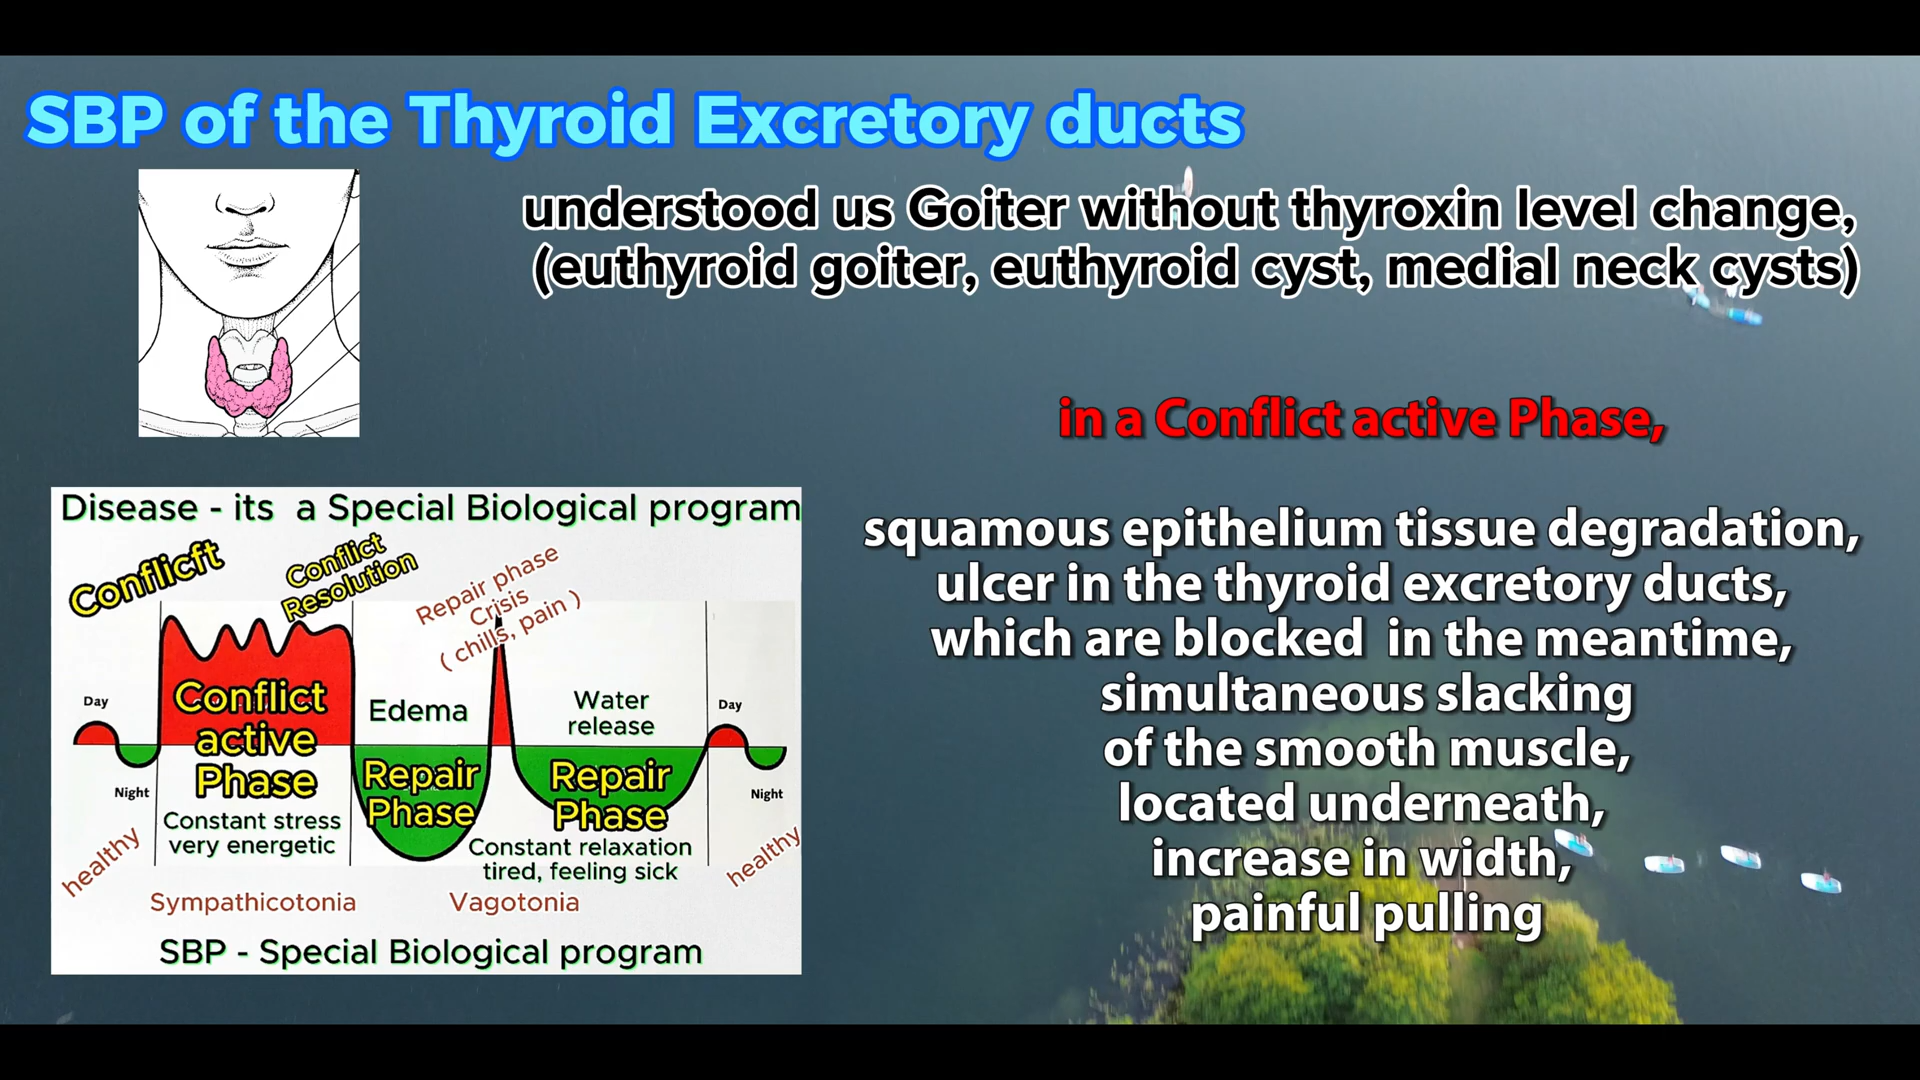 SBP of the Thyroid Excretory ducts
understood us Goiter without thyroxin level change,
(euthyroid goiter, euthyroid cyst, medial neck cysts)
in a Conflict active Phase,
squamous epithelium tissue degradation,
ulcer in the thyroid excretory ducts,
which are blocked in the meantime,
simultaneous slacking
of the smooth muscle,
located underneath,
increase in width,
painful pulling
Disease - its a Special Biological program
Conflicft
Conflict
Resolution
Repair phase
Crisis
( chills, pain )
Day
Night
healthy
Conflict
active
Phase
Constant stress
very energetic
Edema
Repair
Phase
Water
release
Repair
Phase
Constant relaxation
tired, feeling sick
Day
Night
healthy
Sympathicotonia
Vagotonia
SBP - Special Biological program